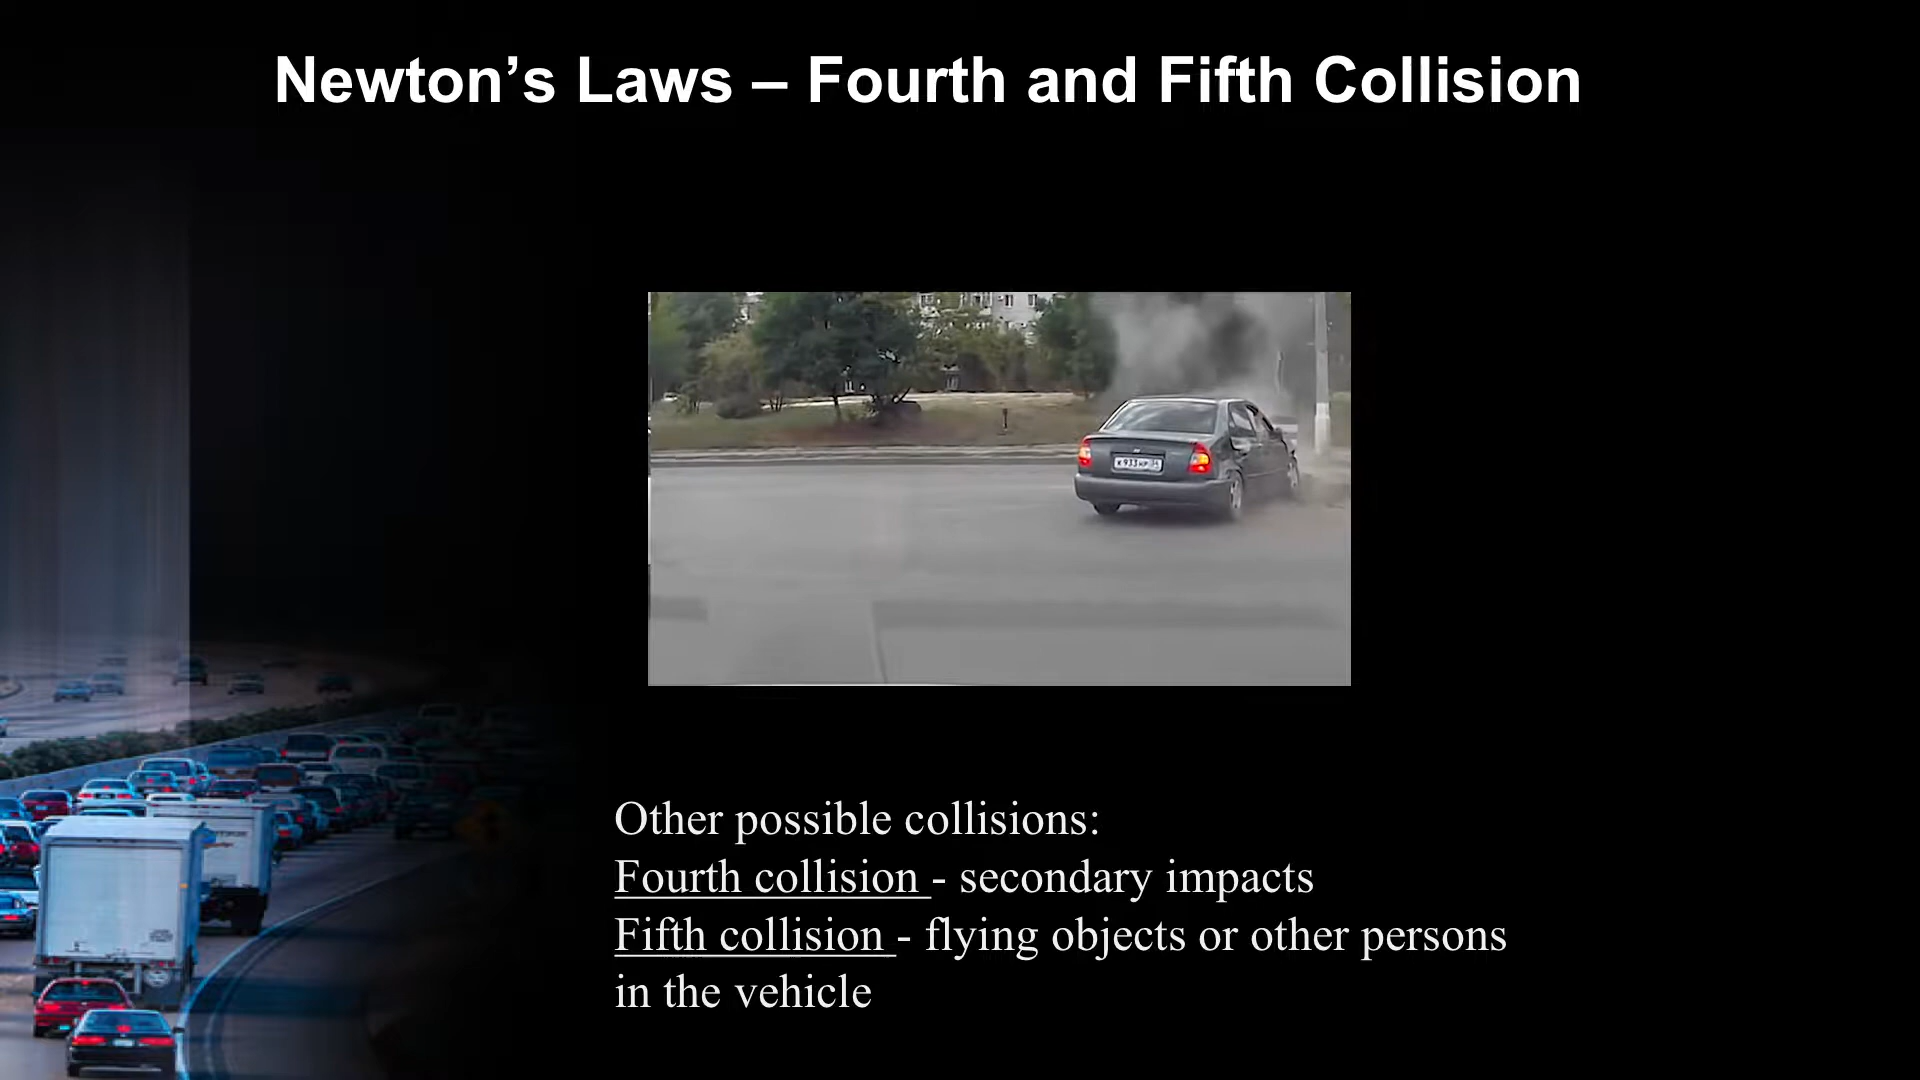 Newton’s Laws – Fourth and Fifth Collision
Other possible collisions:
Fourth collision - secondary impacts
Fifth collision - flying objects or other persons
in the vehicle